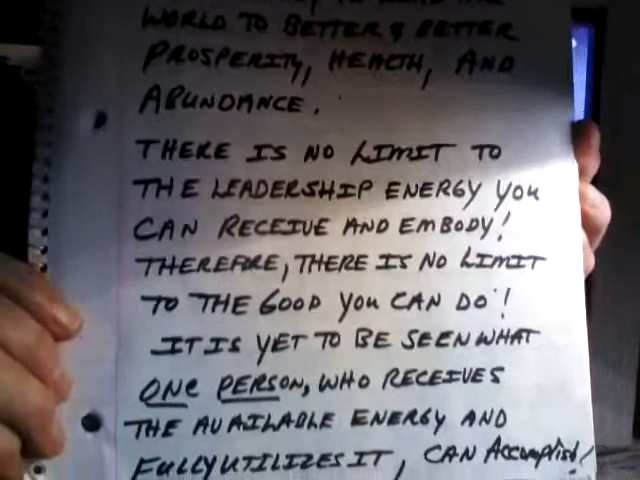 WORLD TO BETTER & BETTER
PROSPERITY, HEALTH, AND
ABUNDANCE.
THERE IS NO LIMIT TO
THE LEADERSHIP ENERGY YOU
CAN RECEIVE AND EMBODY!
THEREFORE, THERE IS NO LIMIT
TO THE GOOD YOU CAN DO!
IT IS YET TO BE SEEN WHAT
ONE PERSON, WHO RECEIVES
THE AVAILABLE ENERGY AND
FULLY UTILIZES IT, CAN Accomplish!